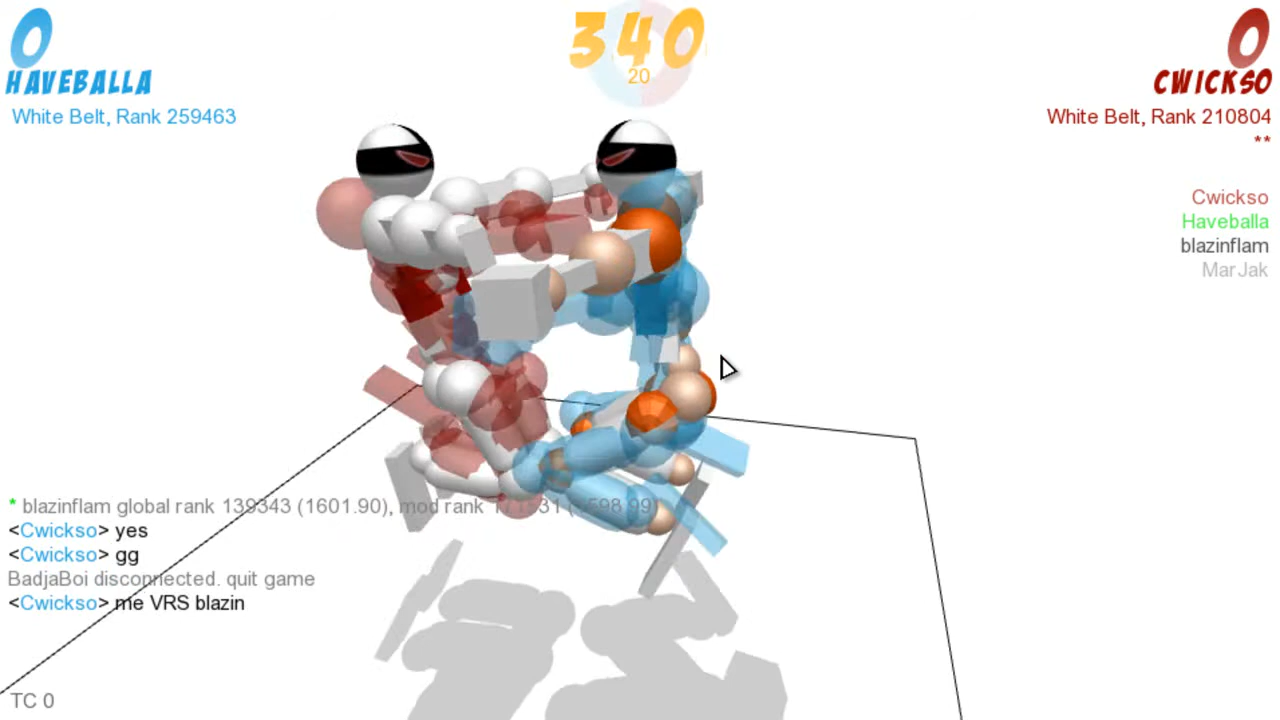 0
HAVEBALLA
White Belt, Rank 259463
340
20
0
CWICKSO
White Belt, Rank 210804
**
Cwickso
Haveballa
blazinflam
MarJak
* blazinflam global rank 139343 (1601.90), mod rank
<Cwickso> yes
<Cwickso> gg
BadjaBoi disconnected. quit game
<Cwickso> me VRS blazin
TC 0